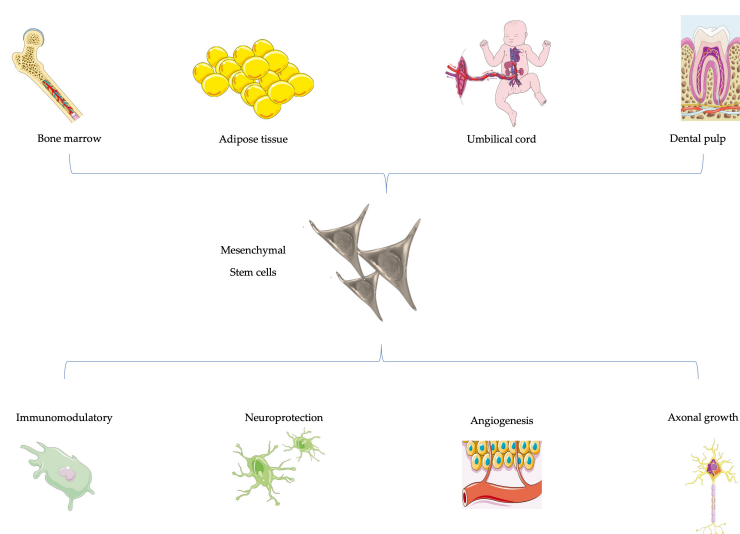 Bone marrow
Adipose tissue
Umbilical cord
Dental pulp
Mesenchymal
Stem cells
Immunomodulatory
Neuroprotection
Angiogenesis
Axonal growth